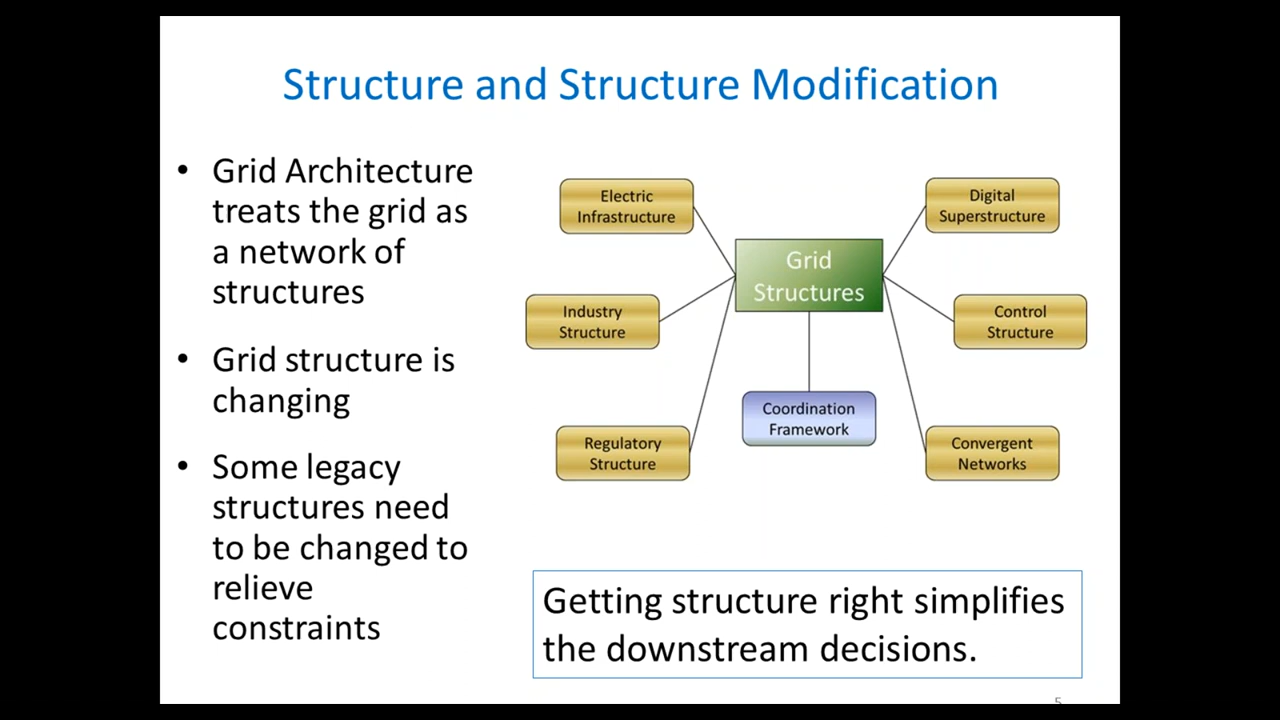 Structure and Structure Modification
• Grid Architecture
treats the grid as
a network of
structures
• Grid structure is
changing
• Some legacy
structures need
to be changed to
relieve
constraints
Electric
Infrastructure
Digital
Superstructure
Grid
Structures
Industry
Structure
Control
Structure
Coordination
Framework
Regulatory
Structure
Convergent
Networks
Getting structure right simplifies
the downstream decisions.
5